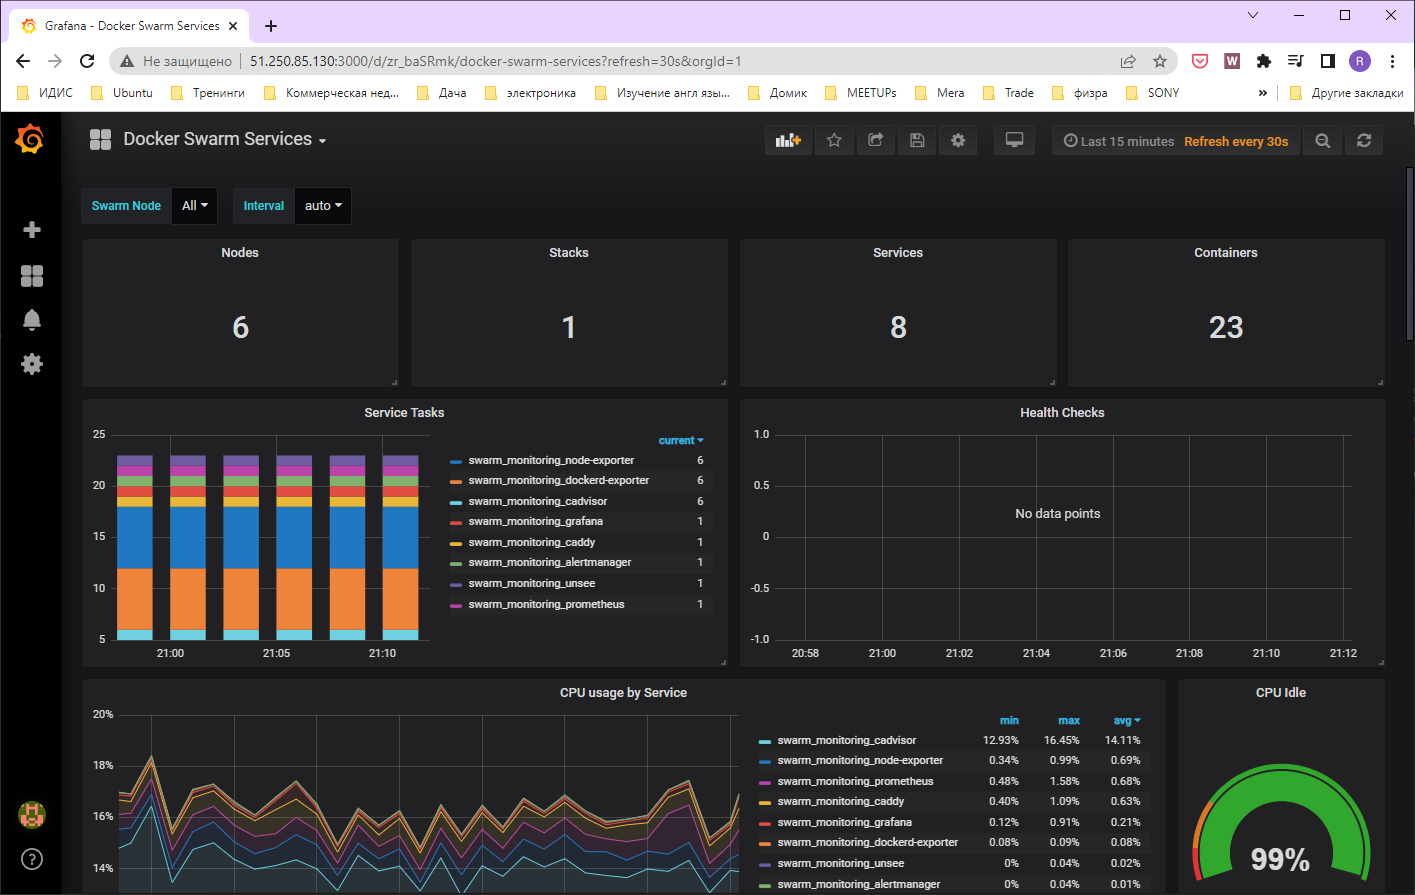 Grafana - Docker Swarm Services
Не защищено 51.250.85.130:3000/d/zr_baSRmk/docker-swarm-services?refresh=30s&orgId=1
W R
ИДИС Ubuntu Тренинги Коммерческая нед... Дача электроника Изучение англ язы... Домик MEETUPs Мега Trade физра SONY » Другие закладки
Docker Swarm Services
Last 15 minutes Refresh every 30s
Swarm Node All Interval auto
Nodes Stacks Services Containers
6 1 8 23
Service Tasks
25
20
15
10
5
21:00 21:05 21:10
current
swarm_monitoring_node-exporter 6
swarm_monitoring_dockerd-exporter 6
swarm_monitoring_cadvisor 6
swarm_monitoring_grafana 1
swarm_monitoring_caddy 1
swarm_monitoring_alertmanager 1
swarm_monitoring_unsee 1
swarm_monitoring_prometheus 1
Health Checks
1.0
0.5
0
-0.5
-1.0
No data points
20:58 21:00 21:02 21:04 21:06 21:08 21:10 21:12
CPU usage by Service
20%
18%
16%
14%
min max avg
swarm_monitoring_cadvisor 12.93% 16.45% 14.11%
swarm_monitoring_node-exporter 0.34% 0.99% 0.69%
swarm_monitoring_prometheus 0.48% 1.58% 0.68%
swarm_monitoring_caddy 0.40% 1.09% 0.63%
swarm_monitoring_grafana 0.12% 0.91% 0.21%
swarm_monitoring_dockerd-exporter 0.08% 0.09% 0.08%
swarm_monitoring_unsee 0% 0.04% 0.02%
swarm_monitoring_alertmanager 0% 0.04% 0.01%
CPU Idle
99%